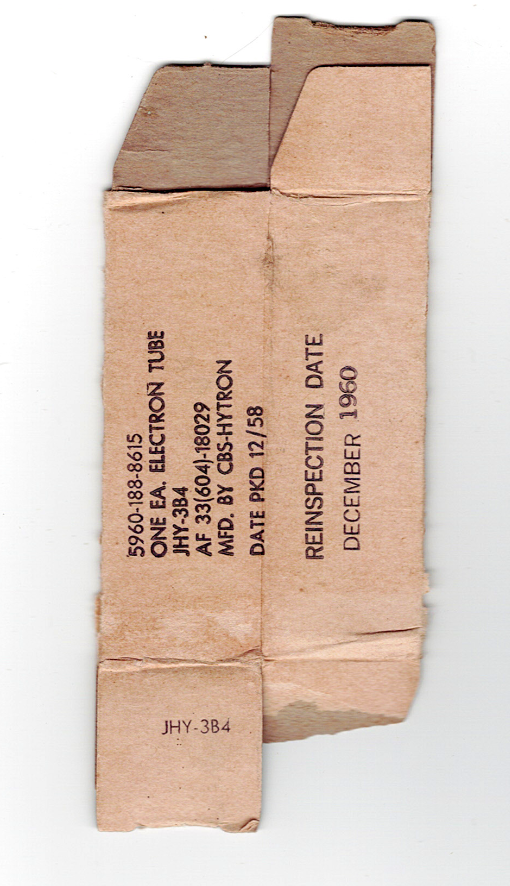 5960-188-8615
ONE EA. ELECTRON TUBE
JHY-3B4
AF 33(604)-18029
MFD. BY CBS-HYTRON
DATE PKD 12/58
REINSPECTION DATE
DECEMBER 1960
JHY-3B4